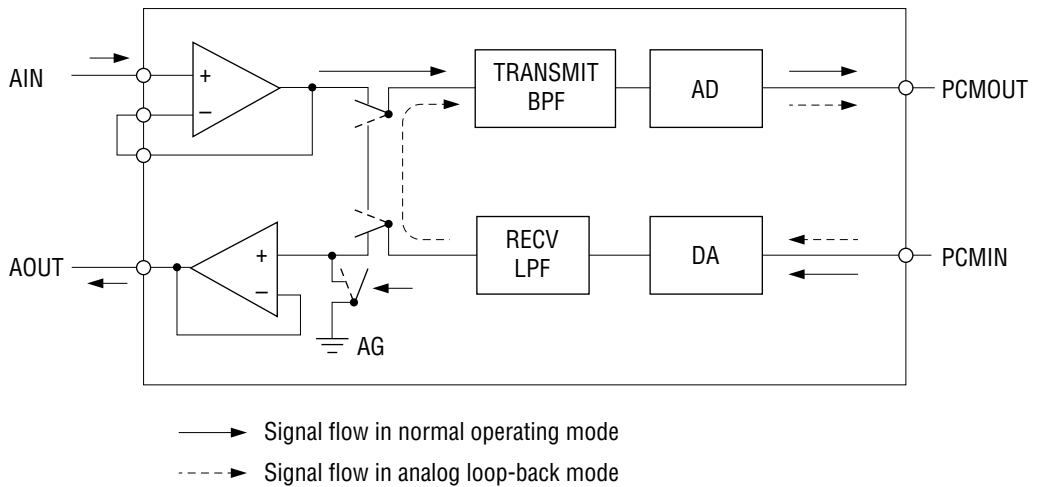 AIN
+
−
TRANSMIT
BPF
AD
PCMOUT
AOUT
+
−
RECV
LPF
DA
PCMIN
AG
Signal flow in normal operating mode
Signal flow in analog loop-back mode